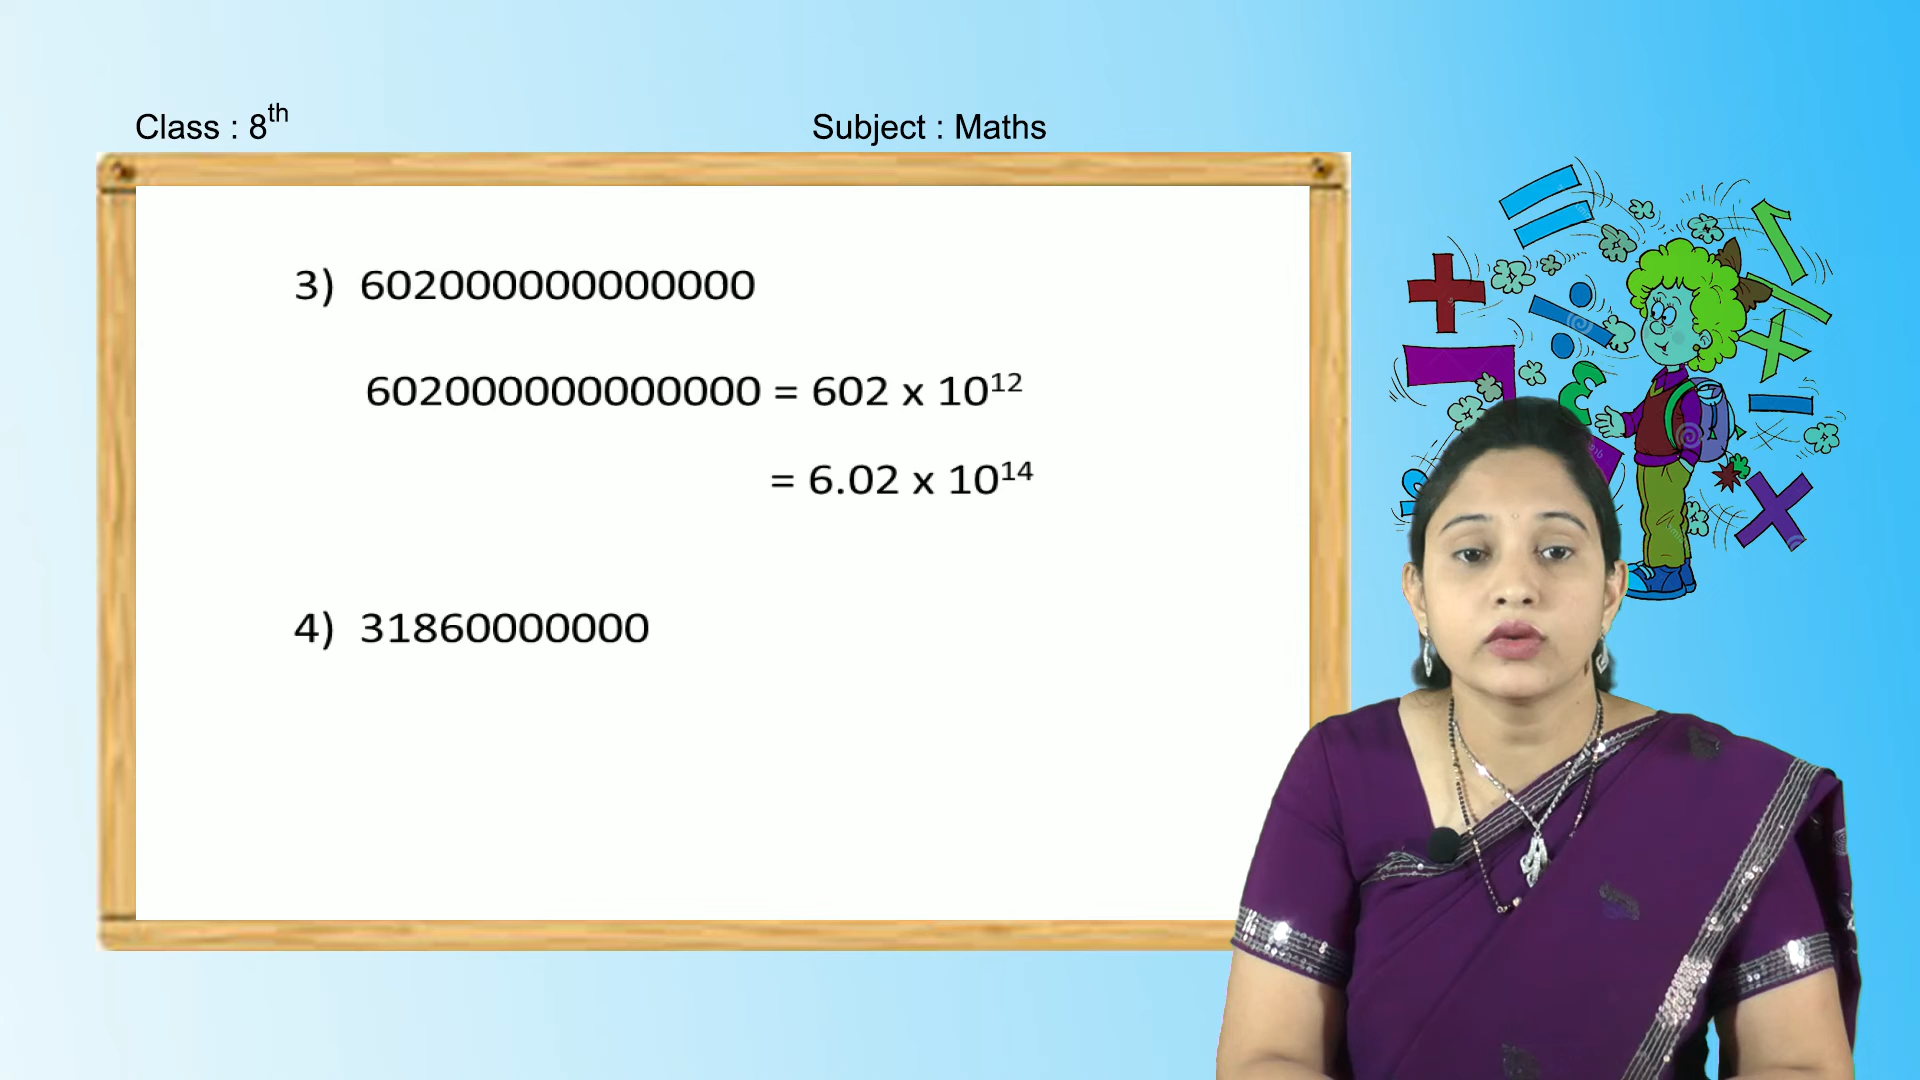 Class : 8th
Subject : Maths
3) 602000000000000
602000000000000 = 602 x 10¹²
= 6.02 x 10¹⁴
4) 31860000000